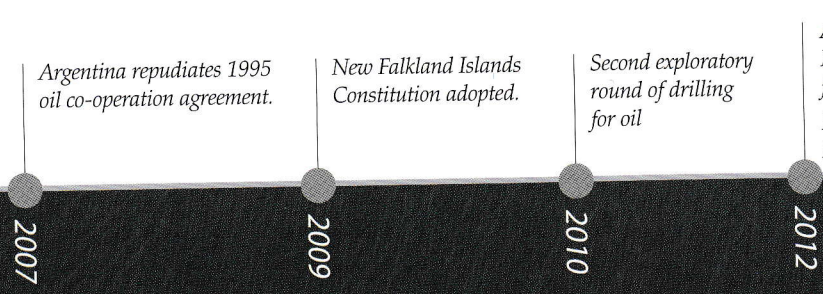 Argentina repudiates 1995
oil co-operation agreement.
New Falkland Islands
Constitution adopted.
Second exploratory
round of drilling
for oil
2007
2009
2010
2012